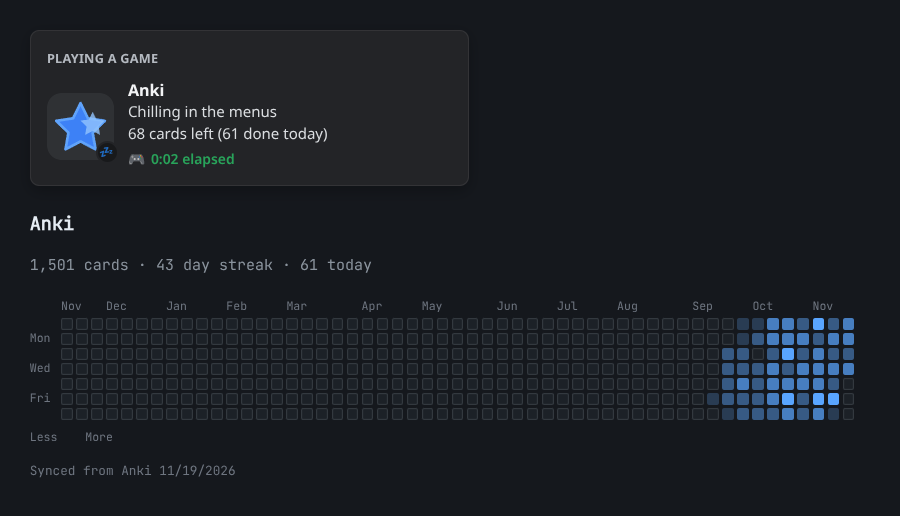 PLAYING A GAME
Anki
Chilling in the menus
68 cards left (61 done today)
0:02 elapsed
Anki
1,501 cards · 43 day streak · 61 today
Nov Dec Jan Feb Mar Apr May Jun Jul Aug Sep Oct Nov
Mon
Wed
Fri
Less More
Synced from Anki 11/19/2026